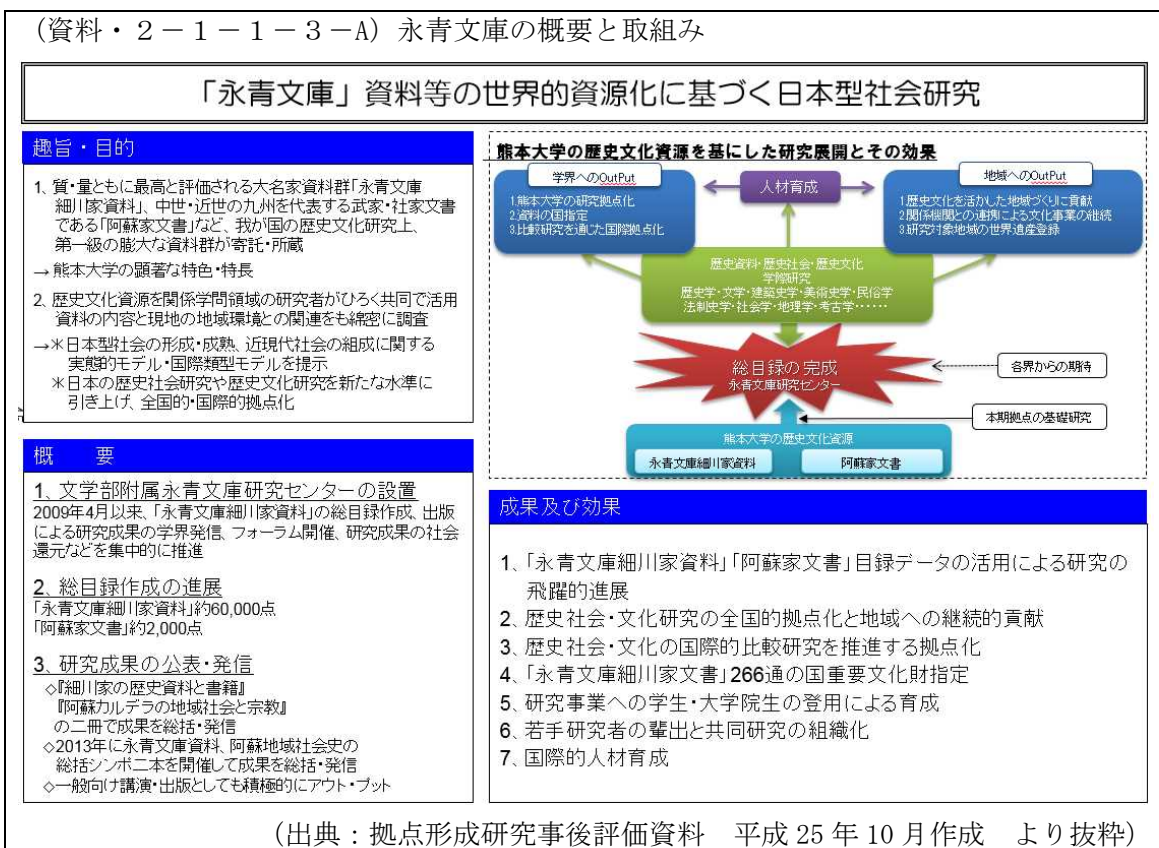 （資料・２－１－１－３－A）永青文庫の概要と取組み
「永青文庫」資料等の世界的資源化に基づく日本型社会研究
趣旨・目的
1、質・量ともに最高と評価される大名家資料群「永青文庫
細川家資料」、中世・近世の九州を代表する武家・社家文書
である「阿蘇家文書」など、我が国の歴史文化研究上、
第一級の膨大な資料群が寄託・所蔵
→熊本大学の顕著な特色・特長
2、歴史文化資源を関係学問領域の研究者がひろく共同で活用
資料の内容と現地の地域環境との関連をも綿密に調査
→＊日本型社会の形成・成熟、近現代社会の組成に関する
実態的モデル・国際類型モデルを提示
＊日本の歴史社会研究や歴史文化研究を新たな水準に
引き上げ、全国的・国際的拠点化
概　要
1、文学部附属永青文庫研究センターの設置
2009年4月以来、「永青文庫細川家資料」の総目録作成、出版
による研究成果の学界発信、フォーラム開催、研究成果の社会
還元などを集中的に推進
2、総目録作成の進展
「永青文庫細川家資料」約60,000点
「阿蘇家文書」約2,000点
3、研究成果の公表・発信
◇『細川家の歴史資料と書籍』
『阿蘇カルデラの地域社会と宗教』
の二冊で成果を総括・発信
◇2013年に永青文庫資料、阿蘇地域社会史の
総括シンポ二本を開催して成果を総括・発信
◇一般向け講演・出版としても積極的にアウト・プット
熊本大学の歴史文化資源を基にした研究展開とその効果
学界へのOutPut
1.熊本大学の研究拠点化
2.資料の国指定
3.比較研究を通じた国際拠点化
人材育成
地域へのOutPut
1.歴史文化を活かした地域づくりに貢献
2.関係機関との連携による文化事業の継続
3.研究対象地域の世界遺産登録
歴史資料・歴史社会・歴史文化
学際研究
歴史学・文学・建築史学・美術史学・民俗学
法制史学・社会学・地理学・考古学・・・・・・
総目録の完成
永青文庫研究センター
各界からの期待
本期拠点の基礎研究
熊本大学の歴史文化資源
永青文庫細川家資料
阿蘇家文書
成果及び効果
1、「永青文庫細川家資料」「阿蘇家文書」目録データの活用による研究の
飛躍的進展
2、歴史社会・文化研究の全国的拠点化と地域への継続的貢献
3、歴史社会・文化の国際的比較研究を推進する拠点化
4、「永青文庫細川家文書」266通の国重要文化財指定
5、研究事業への学生・大学院生の登用による育成
6、若手研究者の輩出と共同研究の組織化
7、国際的人材育成
（出典：拠点形成研究事後評価資料　平成 25 年 10 月作成　より抜粋）